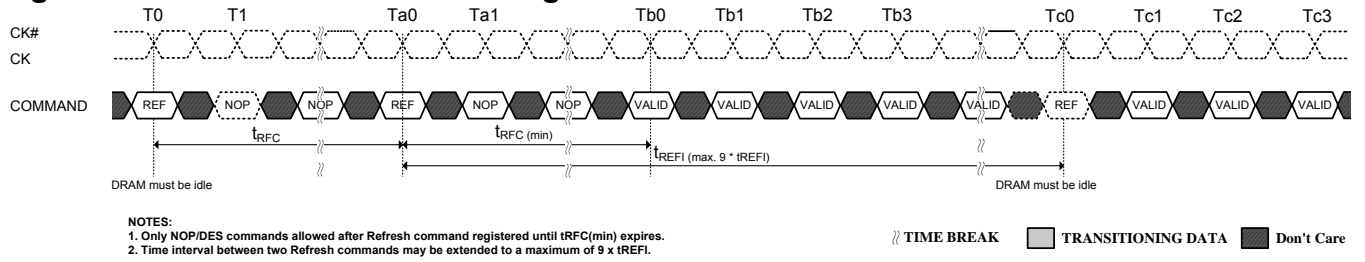 T0 T1 Ta0 Ta1 Tb0 Tb1 Tb2 Tb3 Tc0 Tc1 Tc2 Tc3
CK#
CK
COMMAND REF NOP NOP REF NOP NOP VALID VALID VALID VALID VALID REF VALID VALID VALID
tRFC tRFC (min)
tREFI (max. 9 * tREFI)
DRAM must be idle DRAM must be idle
NOTES:
1. Only NOP/DES commands allowed after Refresh command registered until tRFC(min) expires.
2. Time interval between two Refresh commands may be extended to a maximum of 9 x tREFI.
TIME BREAK TRANSITIONING DATA Don't Care